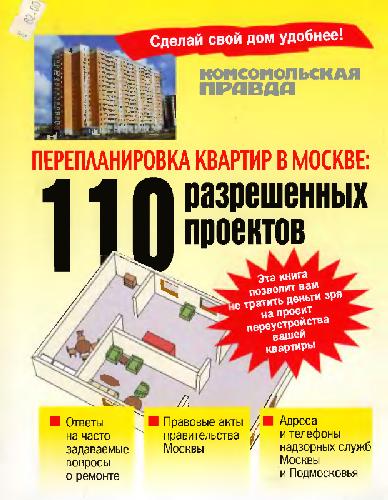 Сделай свой дом удобнее!
КОМСОМОЛЬСКАЯ
ПРАВДА
ПЕРЕПЛАНИРОВКА КВАРТИР В МОСКВЕ:
110 разрешенных
проектов
Эта книга
позволит вам
не тратить деньги зря
на проект
переустройства
вашей
квартиры
Ответы
на часто
задаваемые
вопросы
о ремонте
Правовые акты
правительства
Москвы
Адреса
и телефоны
надзорных служб
Москвы
и Подмосковья